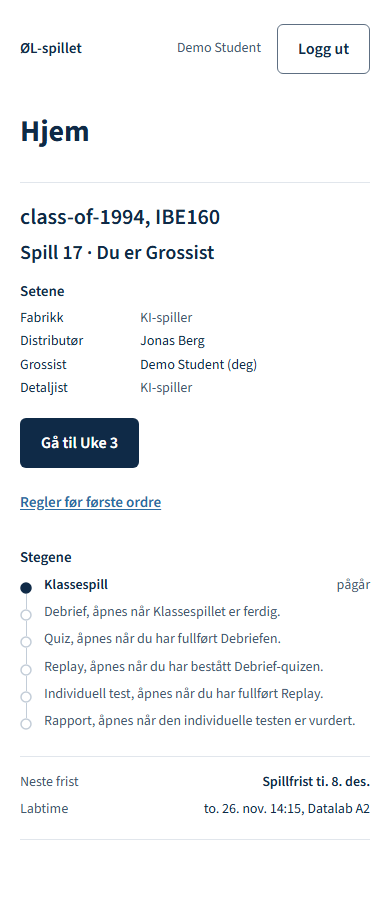 ØL-spillet
Demo Student
Logg ut
Hjem
class-of-1994, IBE160
Spill 17 · Du er Grossist
Setene
Fabrikk KI-spiller
Distributør Jonas Berg
Grossist Demo Student (deg)
Detaljist KI-spiller
Gå til Uke 3
Regler før første ordre
Stegene
Klassespill pågår
Debrief, åpnes når Klassespillet er ferdig.
Quiz, åpnes når du har fullført Debriefen.
Replay, åpnes når du har bestått Debrief-quizen.
Individuell test, åpnes når du har fullført Replay.
Rapport, åpnes når den individuelle testen er vurdert.
Neste frist Spillfrist ti. 8. des.
Labtime to. 26. nov. 14:15, Datalab A2